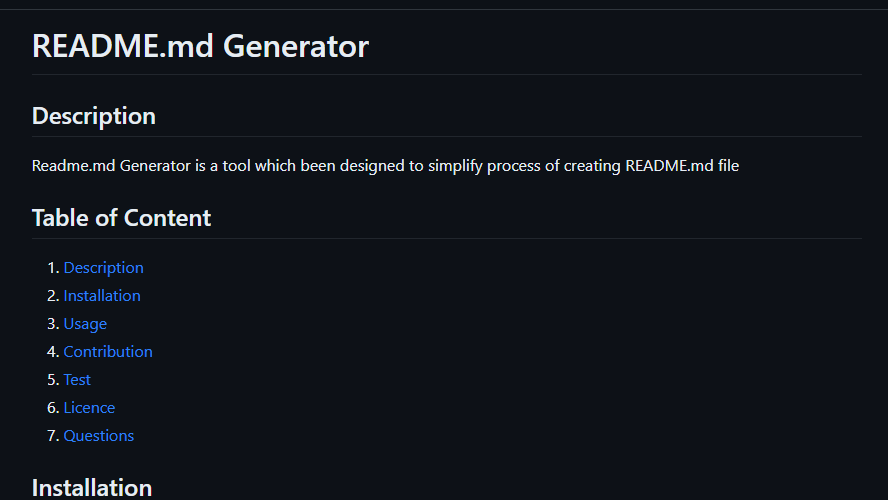 README.md Generator
Description
Readme.md Generator is a tool which been designed to simplify process of creating README.md file
Table of Content
1. Description
2. Installation
3. Usage
4. Contribution
5. Test
6. Licence
7. Questions
Installation